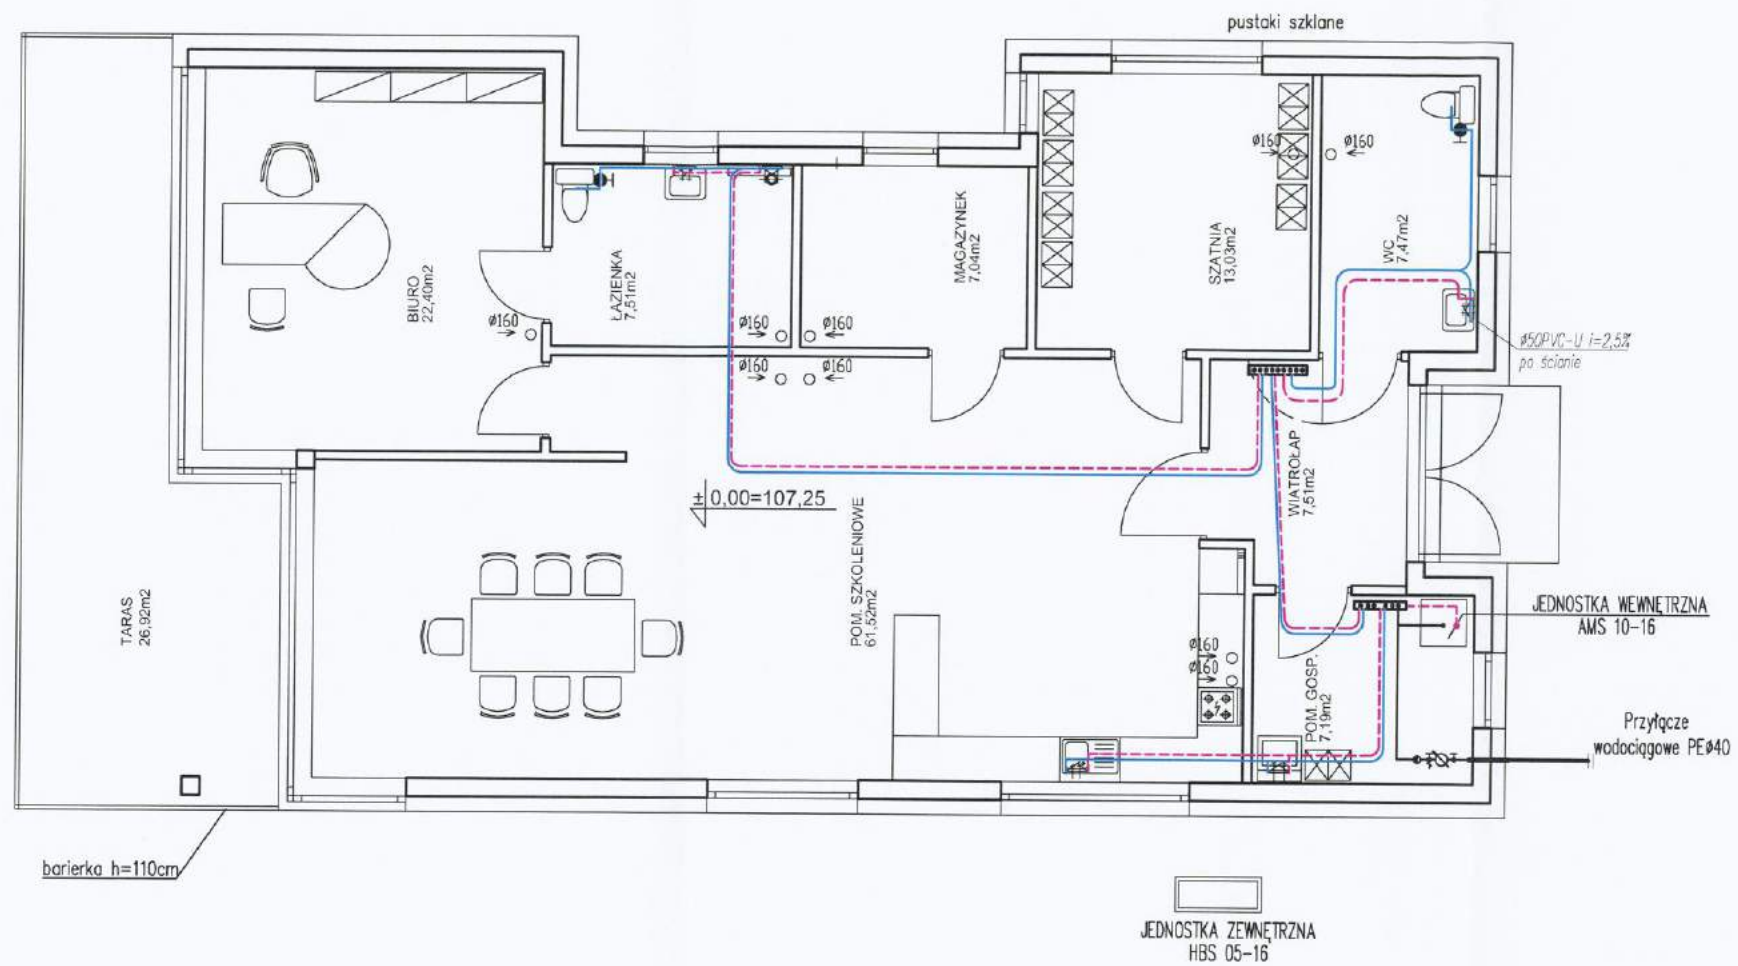 pustaki szklane
BIURO
22,40m2
ŁAZIENKA
7,51m2
MAGAZYNEK
7,04m2
SZATNIA
13,03m2
WC
7,47m2
ø160
ø160
ø160
ø160
ø160
ø160
ø160
ø50PVC-U i=2,5%
po ścianie
± 0,00=107,25
WIATROŁAP
7,51m2
TARAS
26,92m2
POM. SZKOLENIOWE
61,52m2
ø160
ø160
POM. GOSP.
7,19m2
JEDNOSTKA WEWNĘTRZNA
AMS 10-16
Przyłącze
wodociągowe PEø40
barierka h=110cm
JEDNOSTKA ZEWNĘTRZNA
HBS 05-16